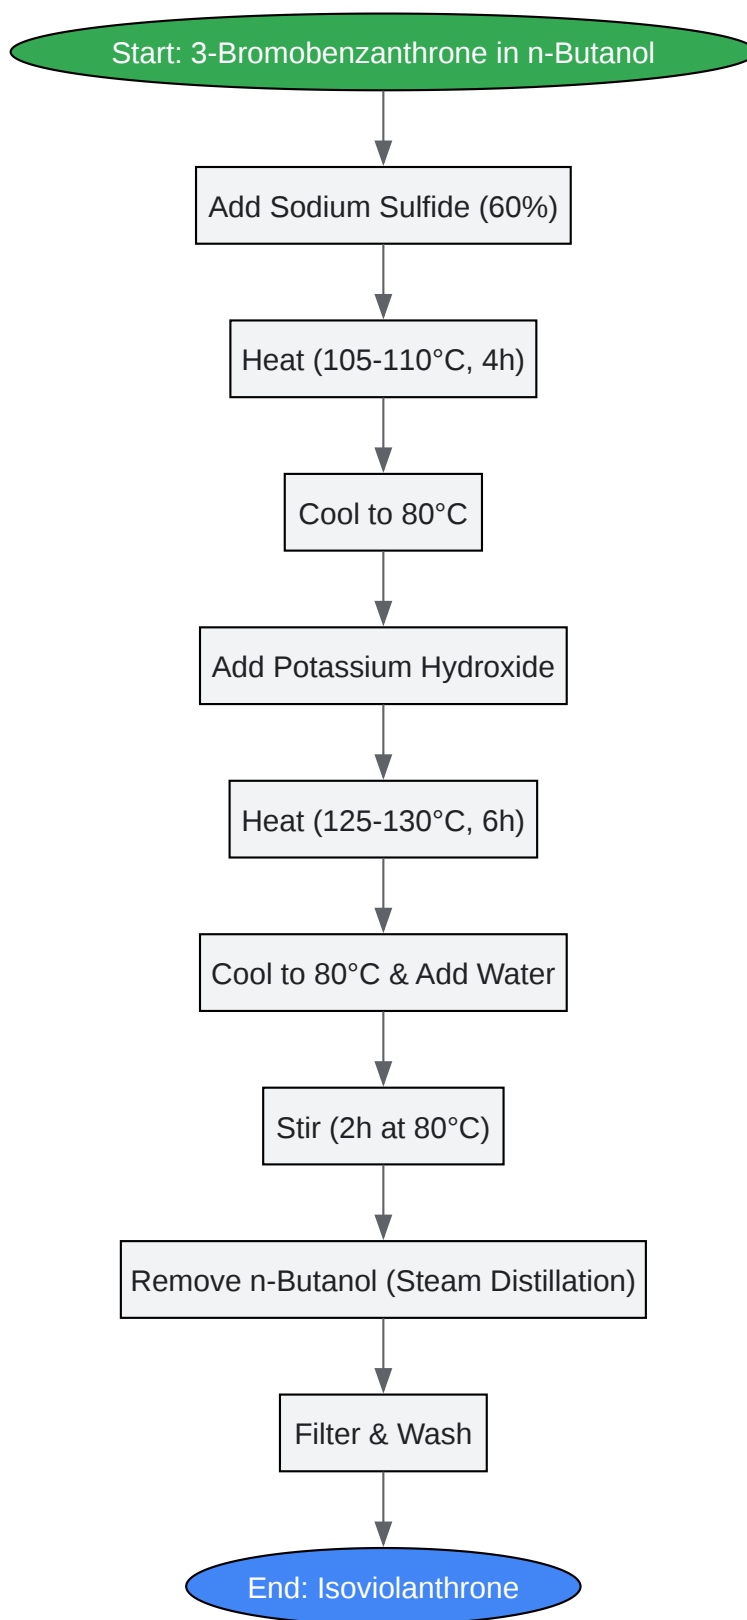 Start: 3-Bromobenzanthrone in n-Butanol
Add Sodium Sulfide (60%)
Heat (105-110°C, 4h)
Cool to 80°C
Add Potassium Hydroxide
Heat (125-130°C, 6h)
Cool to 80°C & Add Water
Stir (2h at 80°C)
Remove n-Butanol (Steam Distillation)
Filter & Wash
End: Isoviolanthrone